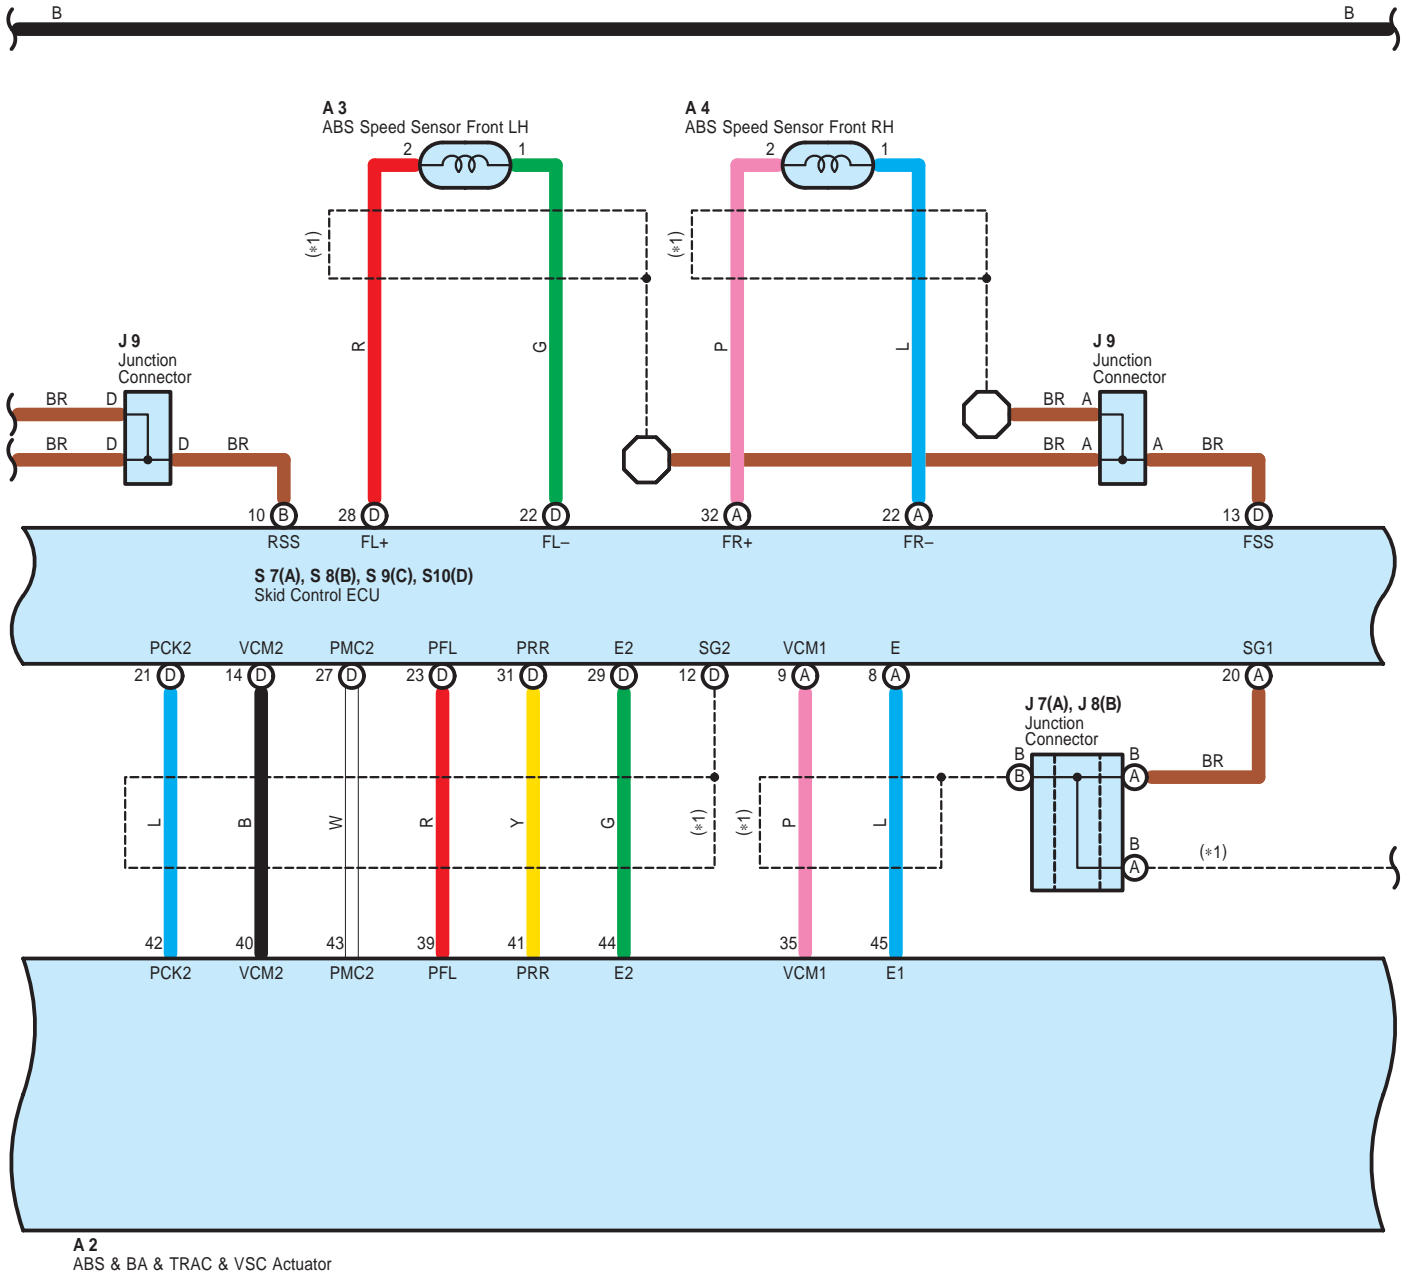 B B
A 3
ABS Speed Sensor Front LH
A 4
ABS Speed Sensor Front RH
2 1 2 1
(*1) (*1)
R G P L
J 9
Junction
Connector
J 9
Junction
Connector
BR D BR A
BR D D BR BR A A BR
10 B 28 D 22 D 32 A 22 A 13 D
RSS FL+ FL– FR+ FR– FSS
S 7(A), S 8(B), S 9(C), S10(D)
Skid Control ECU
PCK2 VCM2 PMC2 PFL PRR E2 SG2 VCM1 E SG1
21 D 14 D 27 D 23 D 31 D 29 D 12 D 9 A 8 A 20 A
J 7(A), J 8(B)
Junction
Connector
B B
B A BR
L B W R Y G (*1) (*1) P L
B
A (*1)
42 40 43 39 41 44 35 45
PCK2 VCM2 PMC2 PFL PRR E2 VCM1 E1
A 2
ABS & BA & TRAC & VSC Actuator